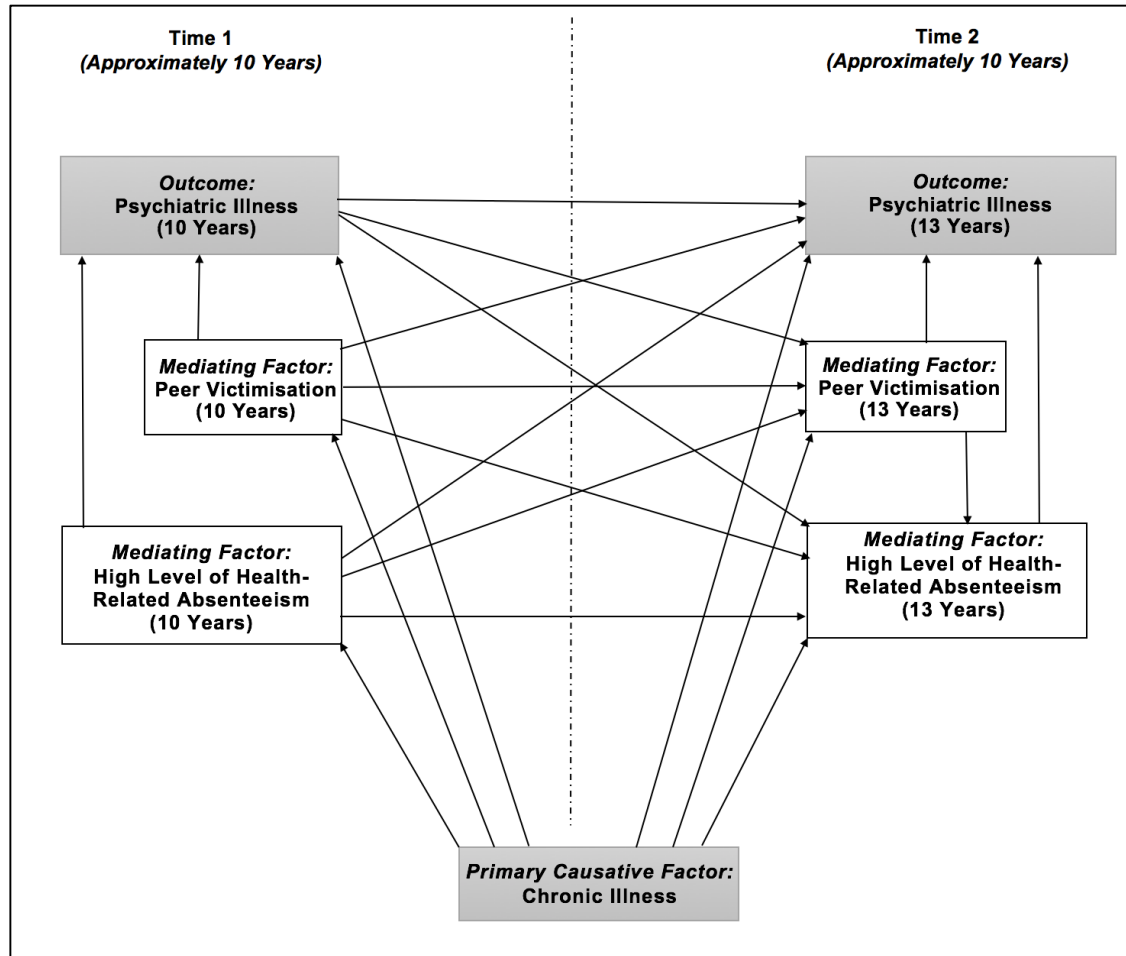 Time 1
(Approximately 10 Years)
Time 2
(Approximately 10 Years)
Outcome:
Psychiatric Illness
(10 Years)
Outcome:
Psychiatric Illness
(13 Years)
Mediating Factor:
Peer Victimisation
(10 Years)
Mediating Factor:
Peer Victimisation
(13 Years)
Mediating Factor:
High Level of Health-
Related Absenteeism
(10 Years)
Mediating Factor:
High Level of Health-
Related Absenteeism
(13 Years)
Primary Causative Factor:
Chronic Illness